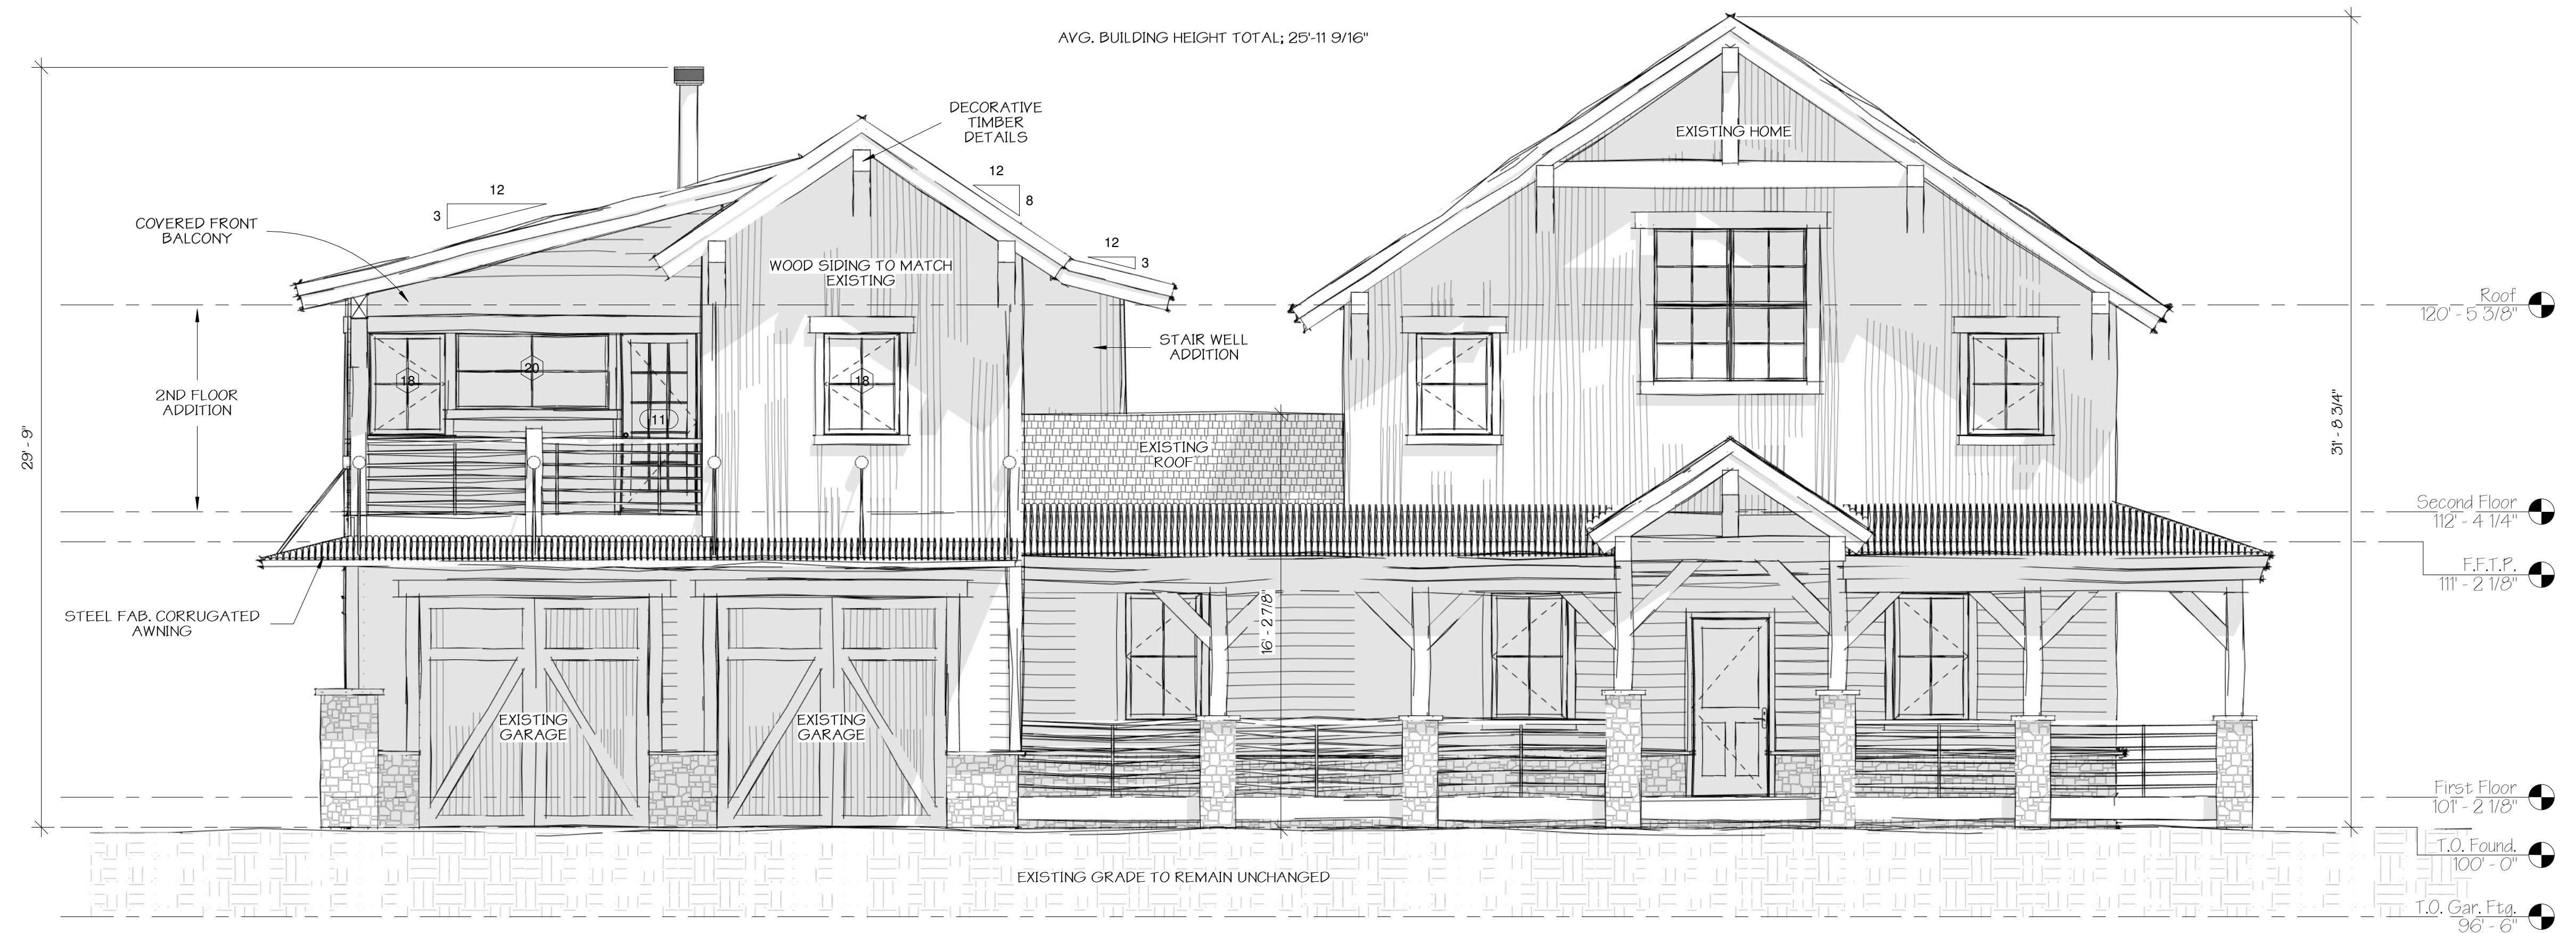 AVG. BUILDING HEIGHT TOTAL; 25'-11 9/16"
DECORATIVE
TIMBER
DETAILS
EXISTING HOME
12
3
12
8
12
3
COVERED FRONT
BALCONY
WOOD SIDING TO MATCH
EXISTING
STAIR WELL
ADDITION
2ND FLOOR
ADDITION
18
20
18
11
29' - 9"
31' - 8 3/4"
EXISTING
ROOF
16' - 2 7/8"
STEEL FAB. CORRUGATED
AWNING
EXISTING
GARAGE
EXISTING
GARAGE
EXISTING GRADE TO REMAIN UNCHANGED
Roof
120' - 5 3/8"
Second Floor
112' - 4 1/4"
F.F.T.P.
111' - 2 1/8"
First Floor
101' - 2 1/8"
T.O. Found.
100' - 0"
T.O. Gar. Ftg.
96' - 6"